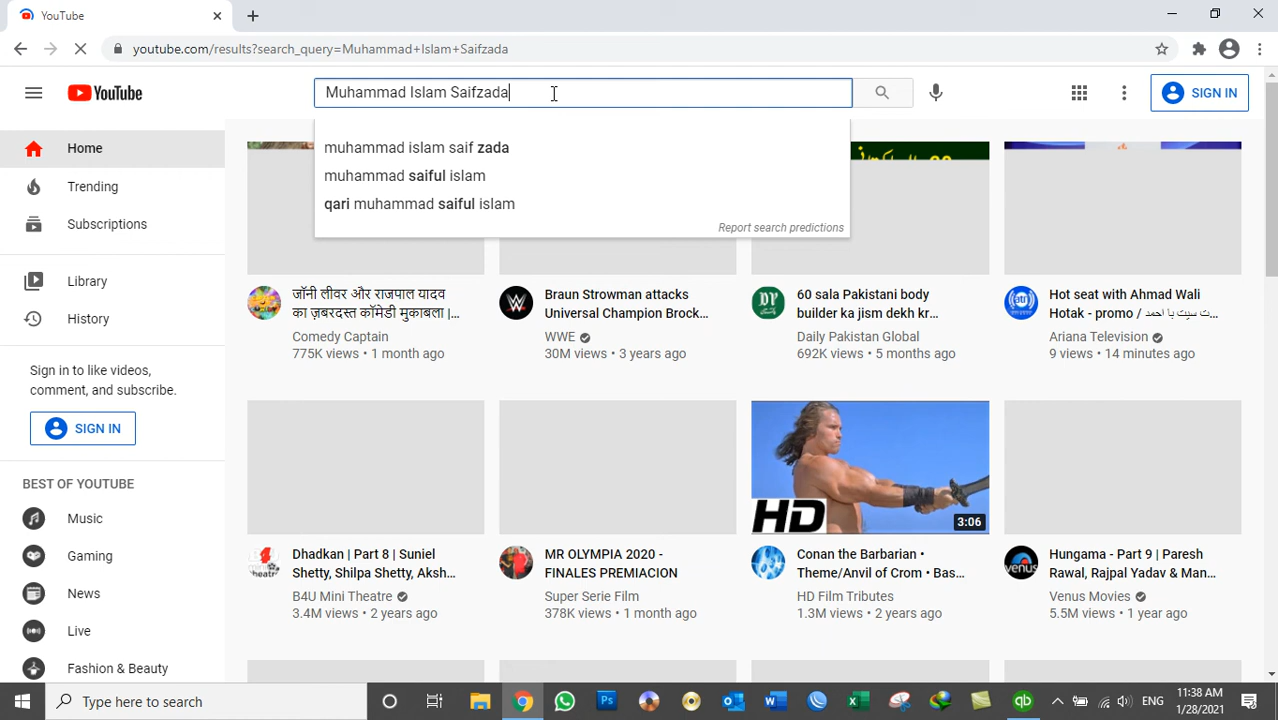 YouTube
youtube.com/results?search_query=Muhammad+Islam+Saifzada
YouTube
Muhammad Islam Saifzada
SIGN IN
muhammad islam saif zada
muhammad saiful islam
qari muhammad saiful islam
Report search predictions
Home
Trending
Subscriptions
Library
History
Sign in to like videos,
comment, and subscribe.
SIGN IN
BEST OF YOUTUBE
Music
Gaming
News
Live
Fashion & Beauty
जॉनी लीवर और राजपाल यादव
का ज़बरदस्त कॉमेडी मुकाबला |...
Comedy Captain
775K views • 1 month ago
Braun Strowman attacks
Universal Champion Brock...
WWE
30M views • 3 years ago
DP
60 sala Pakistani body
builder ka jism dekh kr...
Daily Pakistan Global
692K views • 5 months ago
Hot seat with Ahmad Wali
Hotak - promo / ت سیت با احمد...
Ariana Television
9 views • 14 minutes ago
HD
3:06
Dhadkan | Part 8 | Suniel
Shetty, Shilpa Shetty, Aksh...
B4U Mini Theatre
3.4M views • 2 years ago
MR OLYMPIA 2020 -
FINALES PREMIACION
Super Serie Film
378K views • 1 month ago
Conan the Barbarian •
Theme/Anvil of Crom • Bas...
HD Film Tributes
1.3M views • 2 years ago
venus
Hungama - Part 9 | Paresh
Rawal, Rajpal Yadav & Man...
Venus Movies
5.5M views • 1 year ago
Type here to search
ENG
11:38 AM
1/28/2021